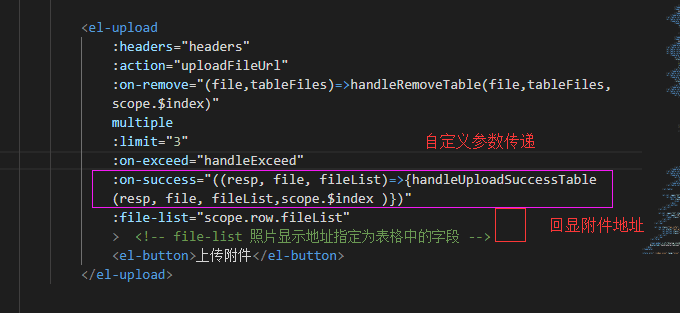 <el-upload
:headers="headers"
:action="uploadFileUrl"
:on-remove="(file,tableFiles)=>handleRemoveTable(file,tableFiles,
scope.$index)"
multiple
:limit="3"
自定义参数传递
:on-exceed="handleExceed"
:on-success="((resp, file, fileList)=>{handleUploadSuccessTable
(resp, file, fileList,scope.$index )})"
:file-list="scope.row.fileList"
回显附件地址
> <!-- file-list 照片显示地址指定为表格中的字段 -->
<el-button>上传附件</el-button>
</el-upload>